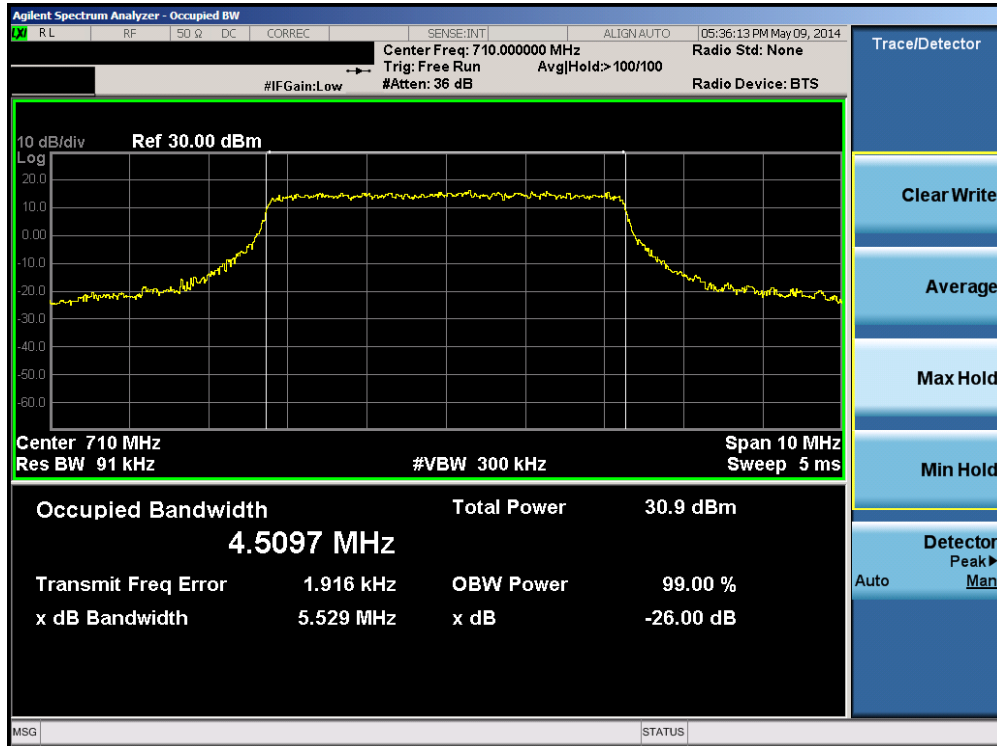 Agilent Spectrum Analyzer - Occupied BW
LXI RL RF 50 Ω DC CORREC SENSE:INT ALIGN AUTO 05:36:13 PM May 09, 2014
Center Freq: 710.000000 MHz Radio Std: None
Trig: Free Run Avg|Hold:>100/100
#IFGain:Low #Atten: 36 dB Radio Device: BTS
10 dB/div Ref 30.00 dBm
Log
20.0
10.0
0.00
-10.0
-20.0
-30.0
-40.0
-50.0
-60.0
Center 710 MHz Span 10 MHz
Res BW 91 kHz #VBW 300 kHz Sweep 5 ms
Occupied Bandwidth Total Power 30.9 dBm
4.5097 MHz
Transmit Freq Error 1.916 kHz OBW Power 99.00 %
x dB Bandwidth 5.529 MHz x dB -26.00 dB
MSG STATUS
Trace/Detector
Clear Write
Average
Max Hold
Min Hold
Detector
Peak▶
Auto Man